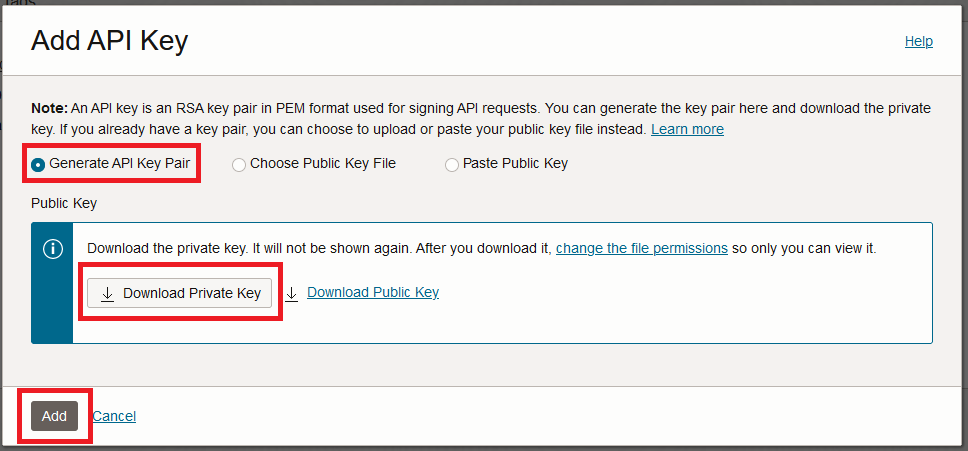 Add API Key
Help
Note: An API key is an RSA key pair in PEM format used for signing API requests. You can generate the key pair here and download the private
key. If you already have a key pair, you can choose to upload or paste your public key file instead. Learn more
Generate API Key Pair
Choose Public Key File
Paste Public Key
Public Key
Download the private key. It will not be shown again. After you download it, change the file permissions so only you can view it.
Download Private Key
Download Public Key
Add
Cancel